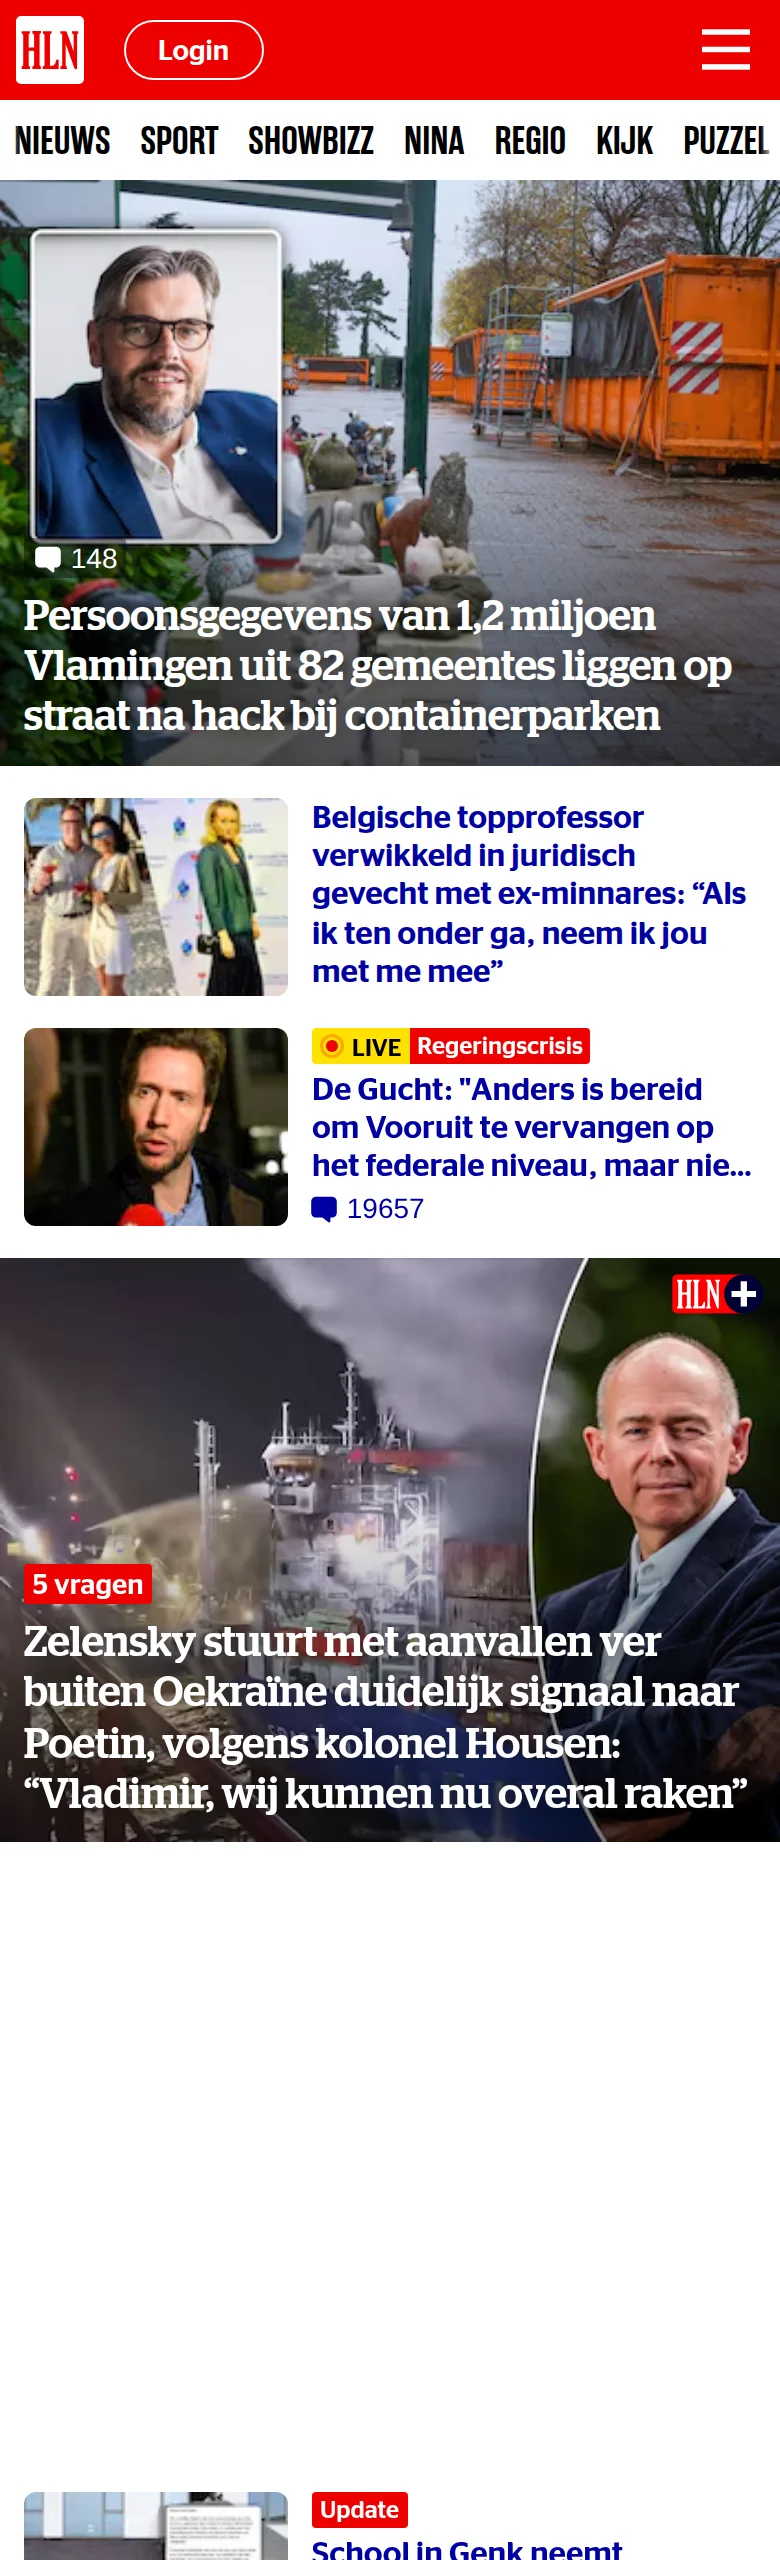 HLN
Login
NIEUWS SPORT SHOWBIZZ NINA REGIO KIJK PUZZEL
148
Persoonsgegevens van 1,2 miljoen
Vlamingen uit 82 gemeentes liggen op
straat na hack bij containerparken
Belgische topprofessor
verwikkeld in juridisch
gevecht met ex-minnares: “Als
ik ten onder ga, neem ik jou
met me mee”
LIVE Regeringscrisis
De Gucht: "Anders is bereid
om Vooruit te vervangen op
het federale niveau, maar nie...
19657
HLN+
5 vragen
Zelensky stuurt met aanvallen ver
buiten Oekraïne duidelijk signaal naar
Poetin, volgens kolonel Housen:
“Vladimir, wij kunnen nu overal raken”
Update
School in Genk neemt